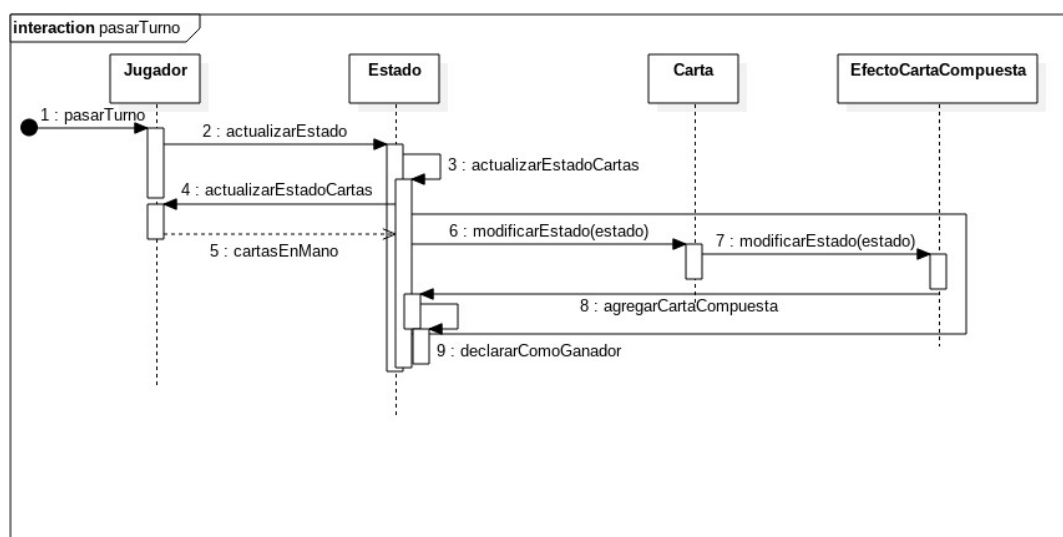 interaction pasarTurno
Jugador
Estado
Carta
EfectoCartaCompuesta
1 : pasarTurno
2 : actualizarEstado
3 : actualizarEstadoCartas
4 : actualizarEstadoCartas
5 : cartasEnMano
6 : modificarEstado(estado)
7 : modificarEstado(estado)
8 : agregarCartaCompuesta
9 : declararComoGanador